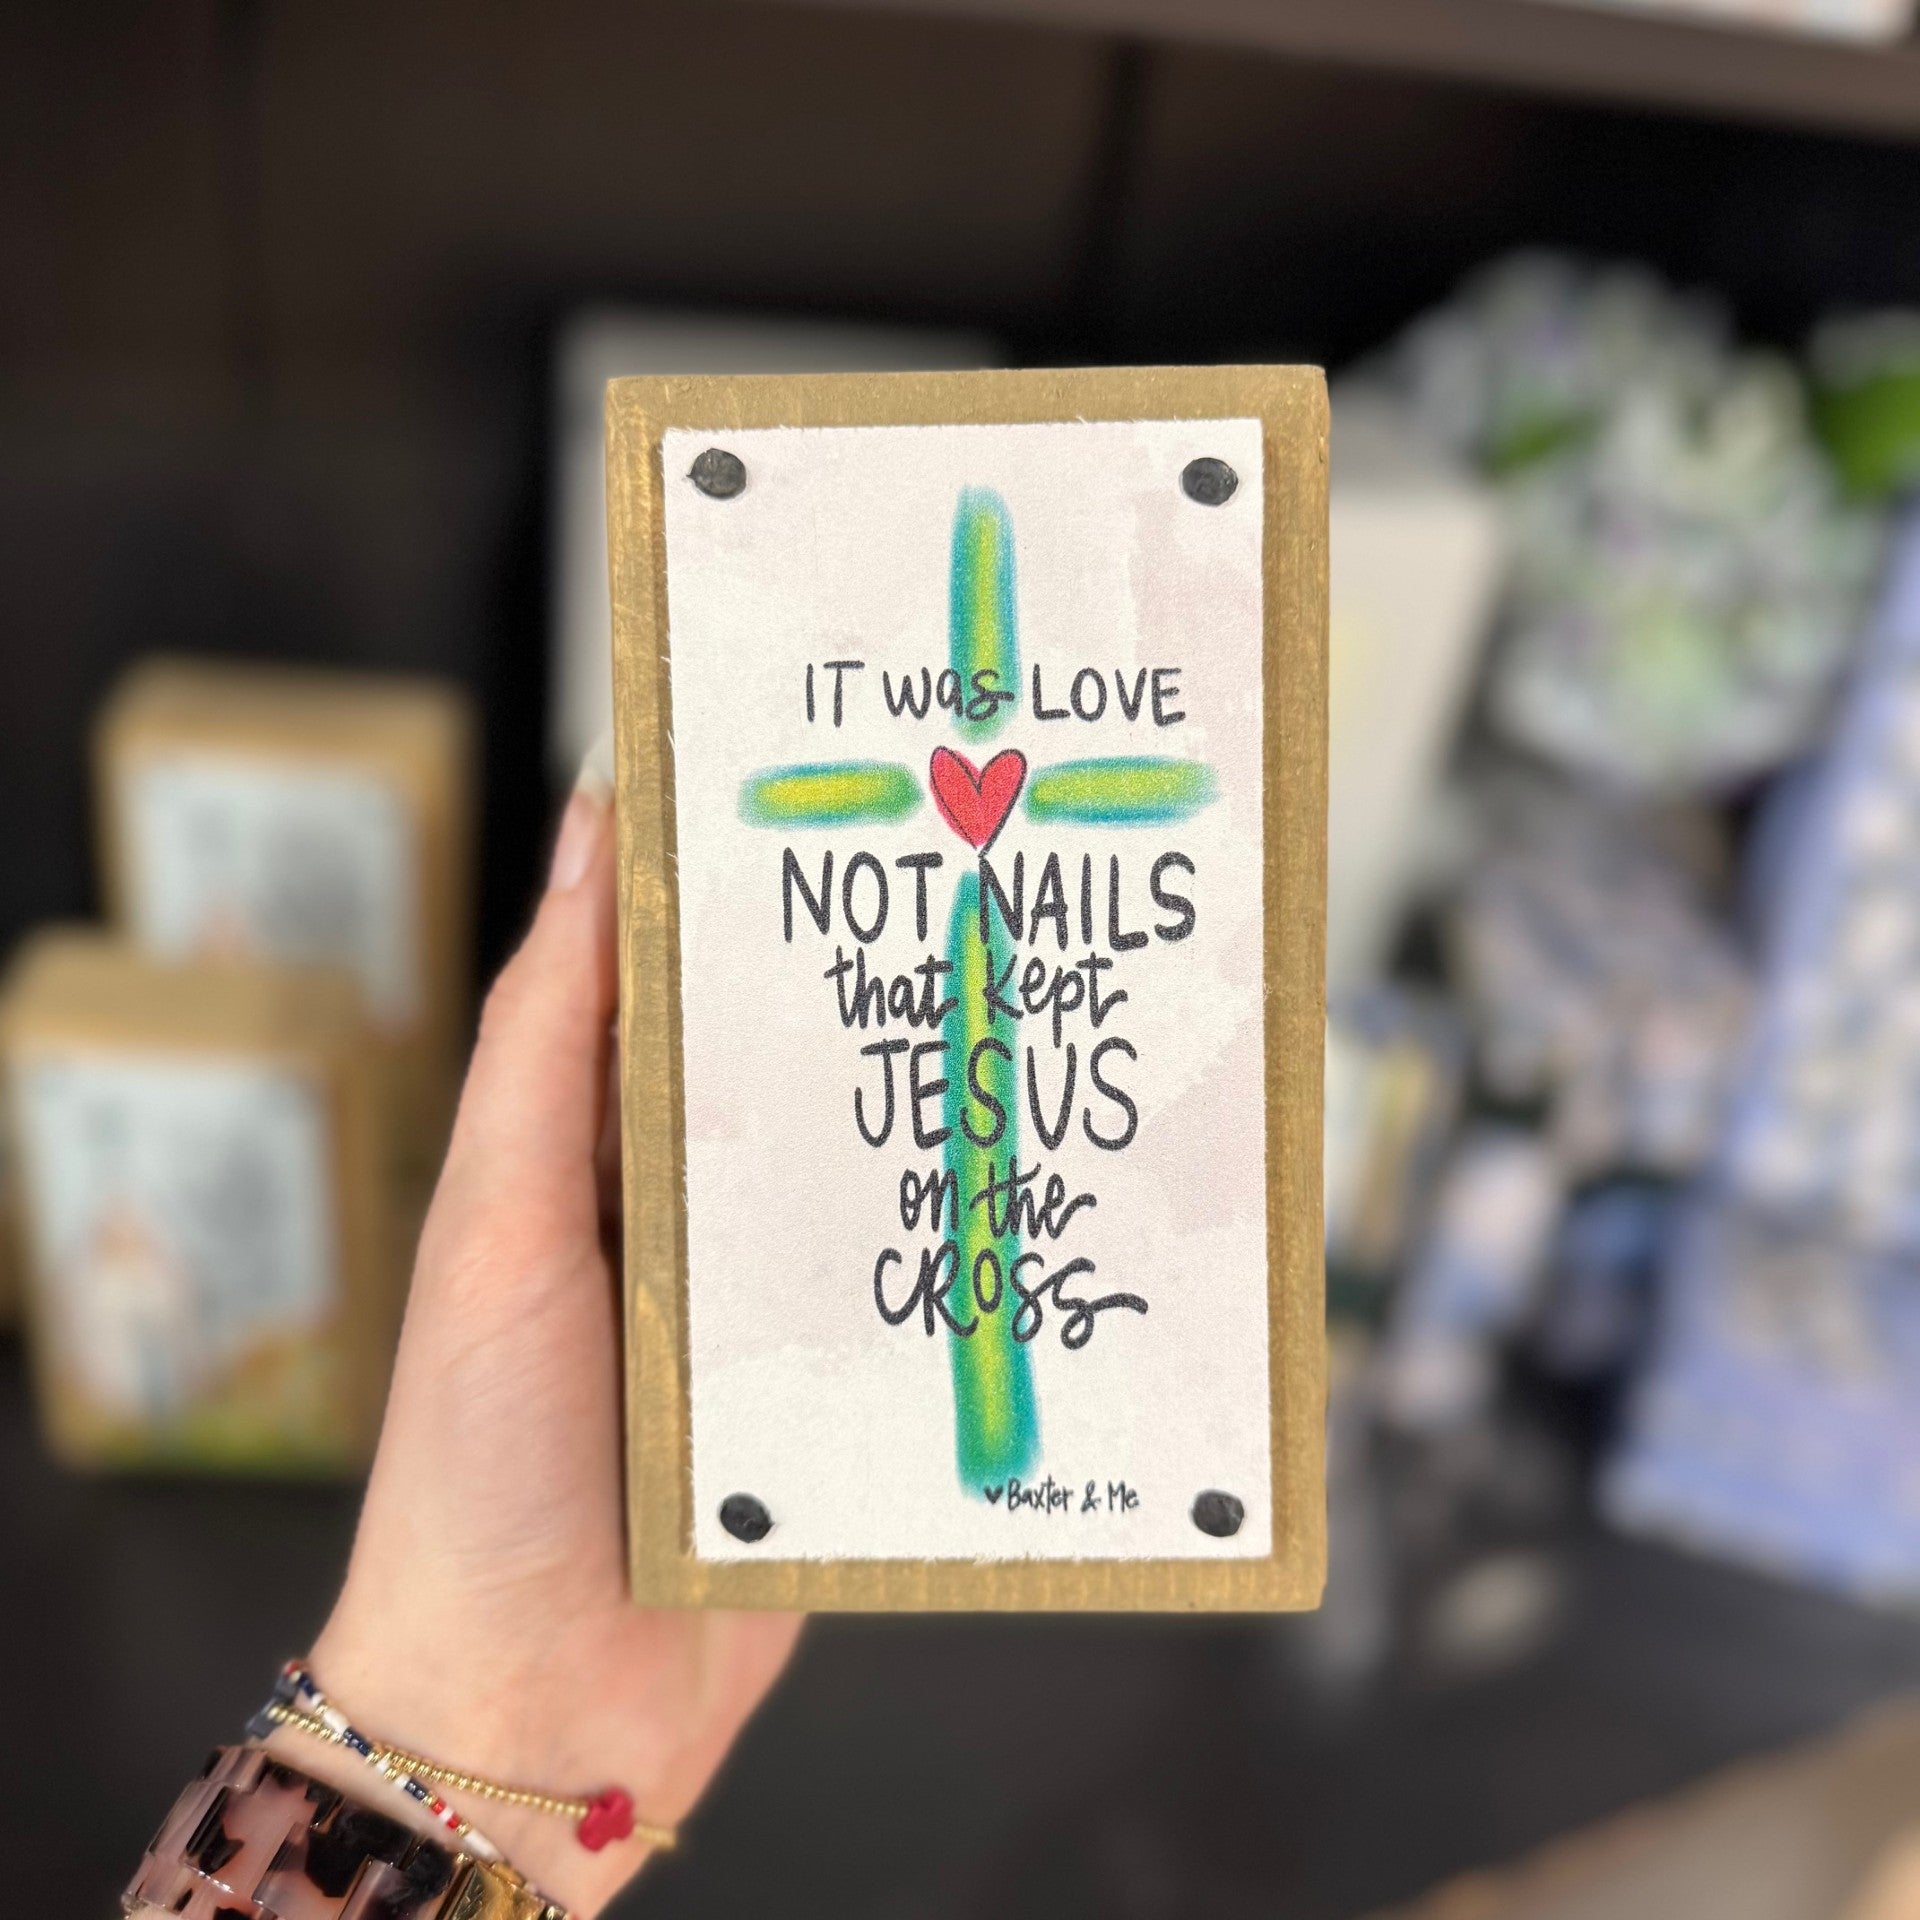 IT was LOVE
NOT NAILS
that kept
JESUS
on the
CROSS
♥Baxter & Me